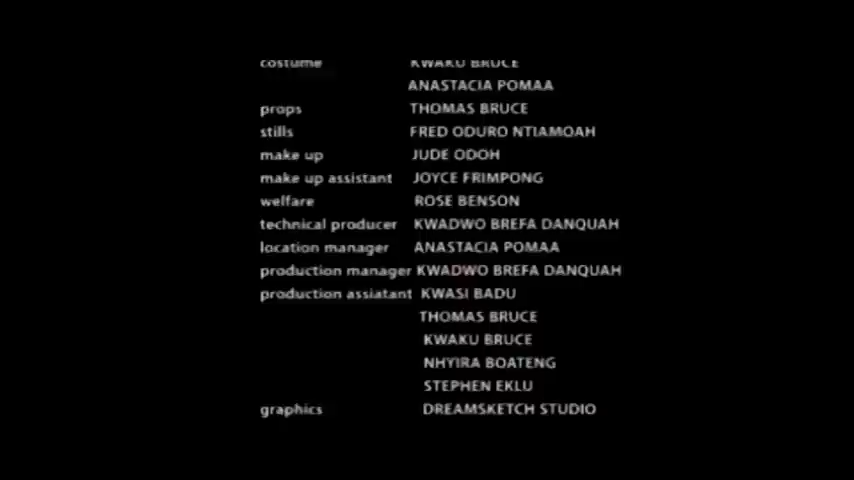 costume KWAKU BRUCE
ANASTACIA POMAA
props THOMAS BRUCE
stills FRED ODURO NTIAMOAH
make up JUDE ODOH
make up assistant JOYCE FRIMPONG
welfare ROSE BENSON
technical producer KWADWO BREFA DANQUAH
location manager ANASTACIA POMAA
production manager KWADWO BREFA DANQUAH
production assiatant KWASI BADU
THOMAS BRUCE
KWAKU BRUCE
NHYIRA BOATENG
STEPHEN EKLU
graphics DREAMSKETCH STUDIO